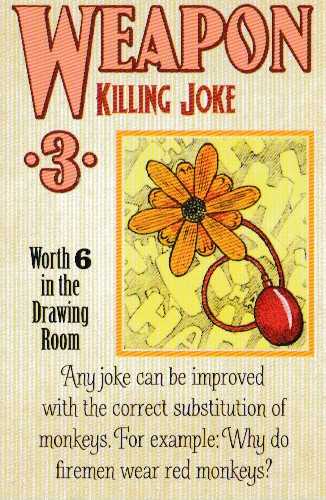 WEAPON
KILLING JOKE
·3·
Worth 6
in the
Drawing
Room
Any joke can be improved
with the correct substitution of
monkeys. For example: Why do
firemen wear red monkeys?